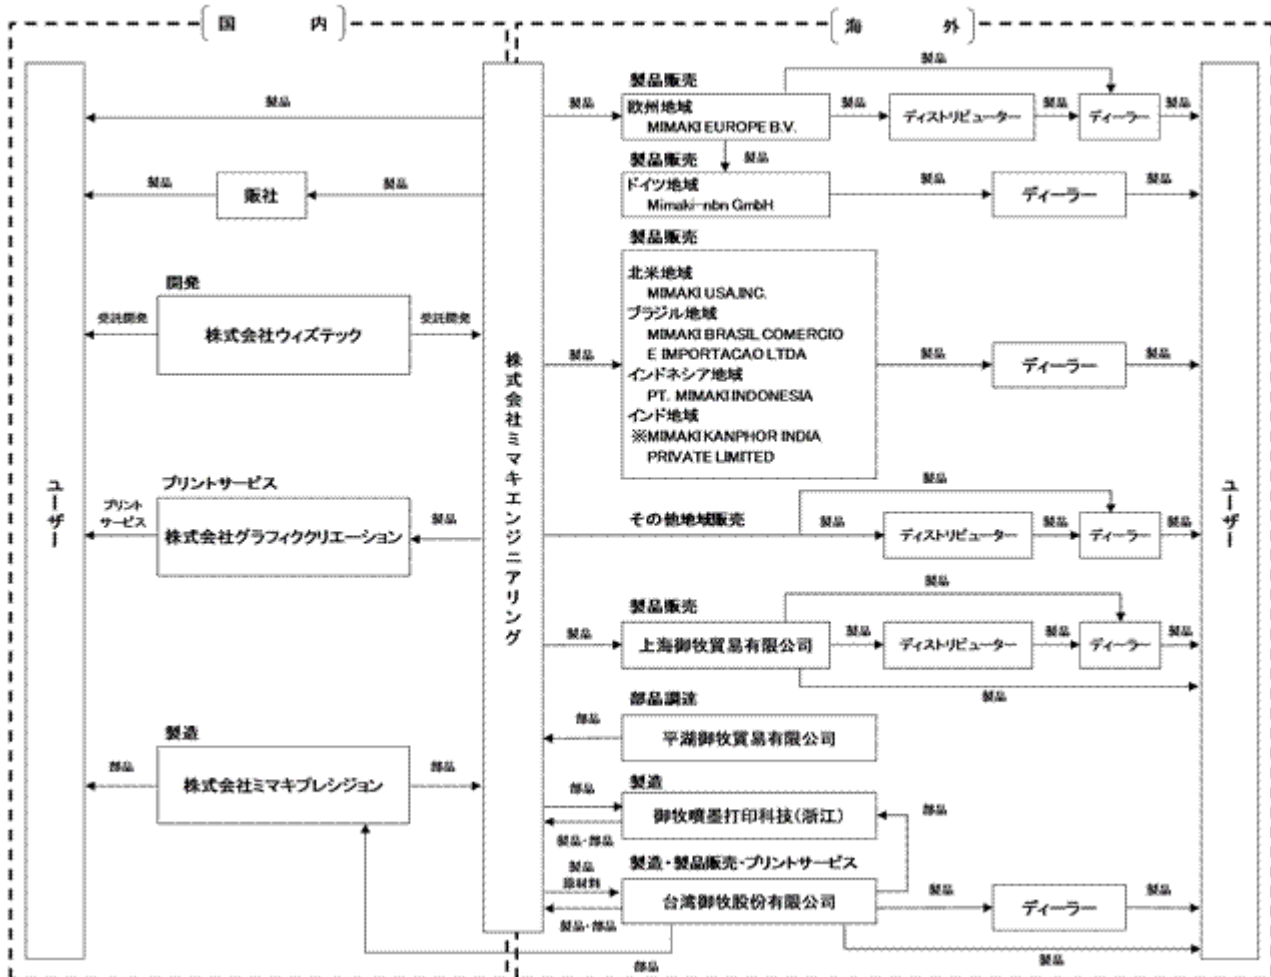 国 内
海 外
ユーザー
製品
製品
販社
製品
開発
受託開発
株式会社ウィズテック
受託開発
プリントサービス
プリント
サービス
株式会社グラフィククリエーション
製品
製造
部品
株式会社ミマキプレシジョン
部品
株式会社ミマキエンジニアリング
製品販売
製品
製品
欧州地域
MIMAKI EUROPE B.V.
製品
ディストリビューター
製品
ディーラー
製品
製品販売
製品
ドイツ地域
Mimaki-nbn GmbH
製品
ディーラー
製品
製品販売
製品
北米地域
MIMAKI USA,INC.
ブラジル地域
MIMAKI BRASIL COMERCIO
E IMPORTACAO LTDA
インドネシア地域
PT. MIMAKI INDONESIA
インド地域
※MIMAKI KANPHOR INDIA
PRIVATE LIMITED
製品
ディーラー
製品
その他地域販売
製品
製品
ディストリビューター
製品
ディーラー
製品
製品販売
製品
製品
上海御牧貿易有限公司
製品
ディストリビューター
製品
ディーラー
製品
製品
部品調達
部品
平湖御牧貿易有限公司
製造
部品
御牧噴墨打印科技(浙江)
製品・部品
部品
製造・製品販売・プリントサービス
製品
原材料
台湾御牧股份有限公司
製品・部品
製品
ディーラー
製品
製品
部品
ユーザー